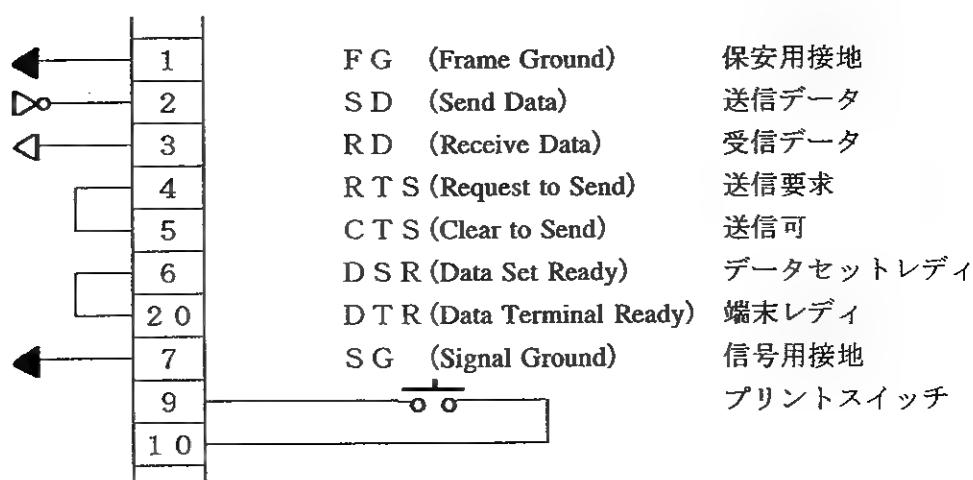 1 FG (Frame Ground) 保安用接地
2 SD (Send Data) 送信データ
3 RD (Receive Data) 受信データ
4 RTS (Request to Send) 送信要求
5 CTS (Clear to Send) 送信可
6 DSR (Data Set Ready) データセットレディ
20 DTR (Data Terminal Ready) 端末レディ
7 SG (Signal Ground) 信号用接地
9 プリントスイッチ
10